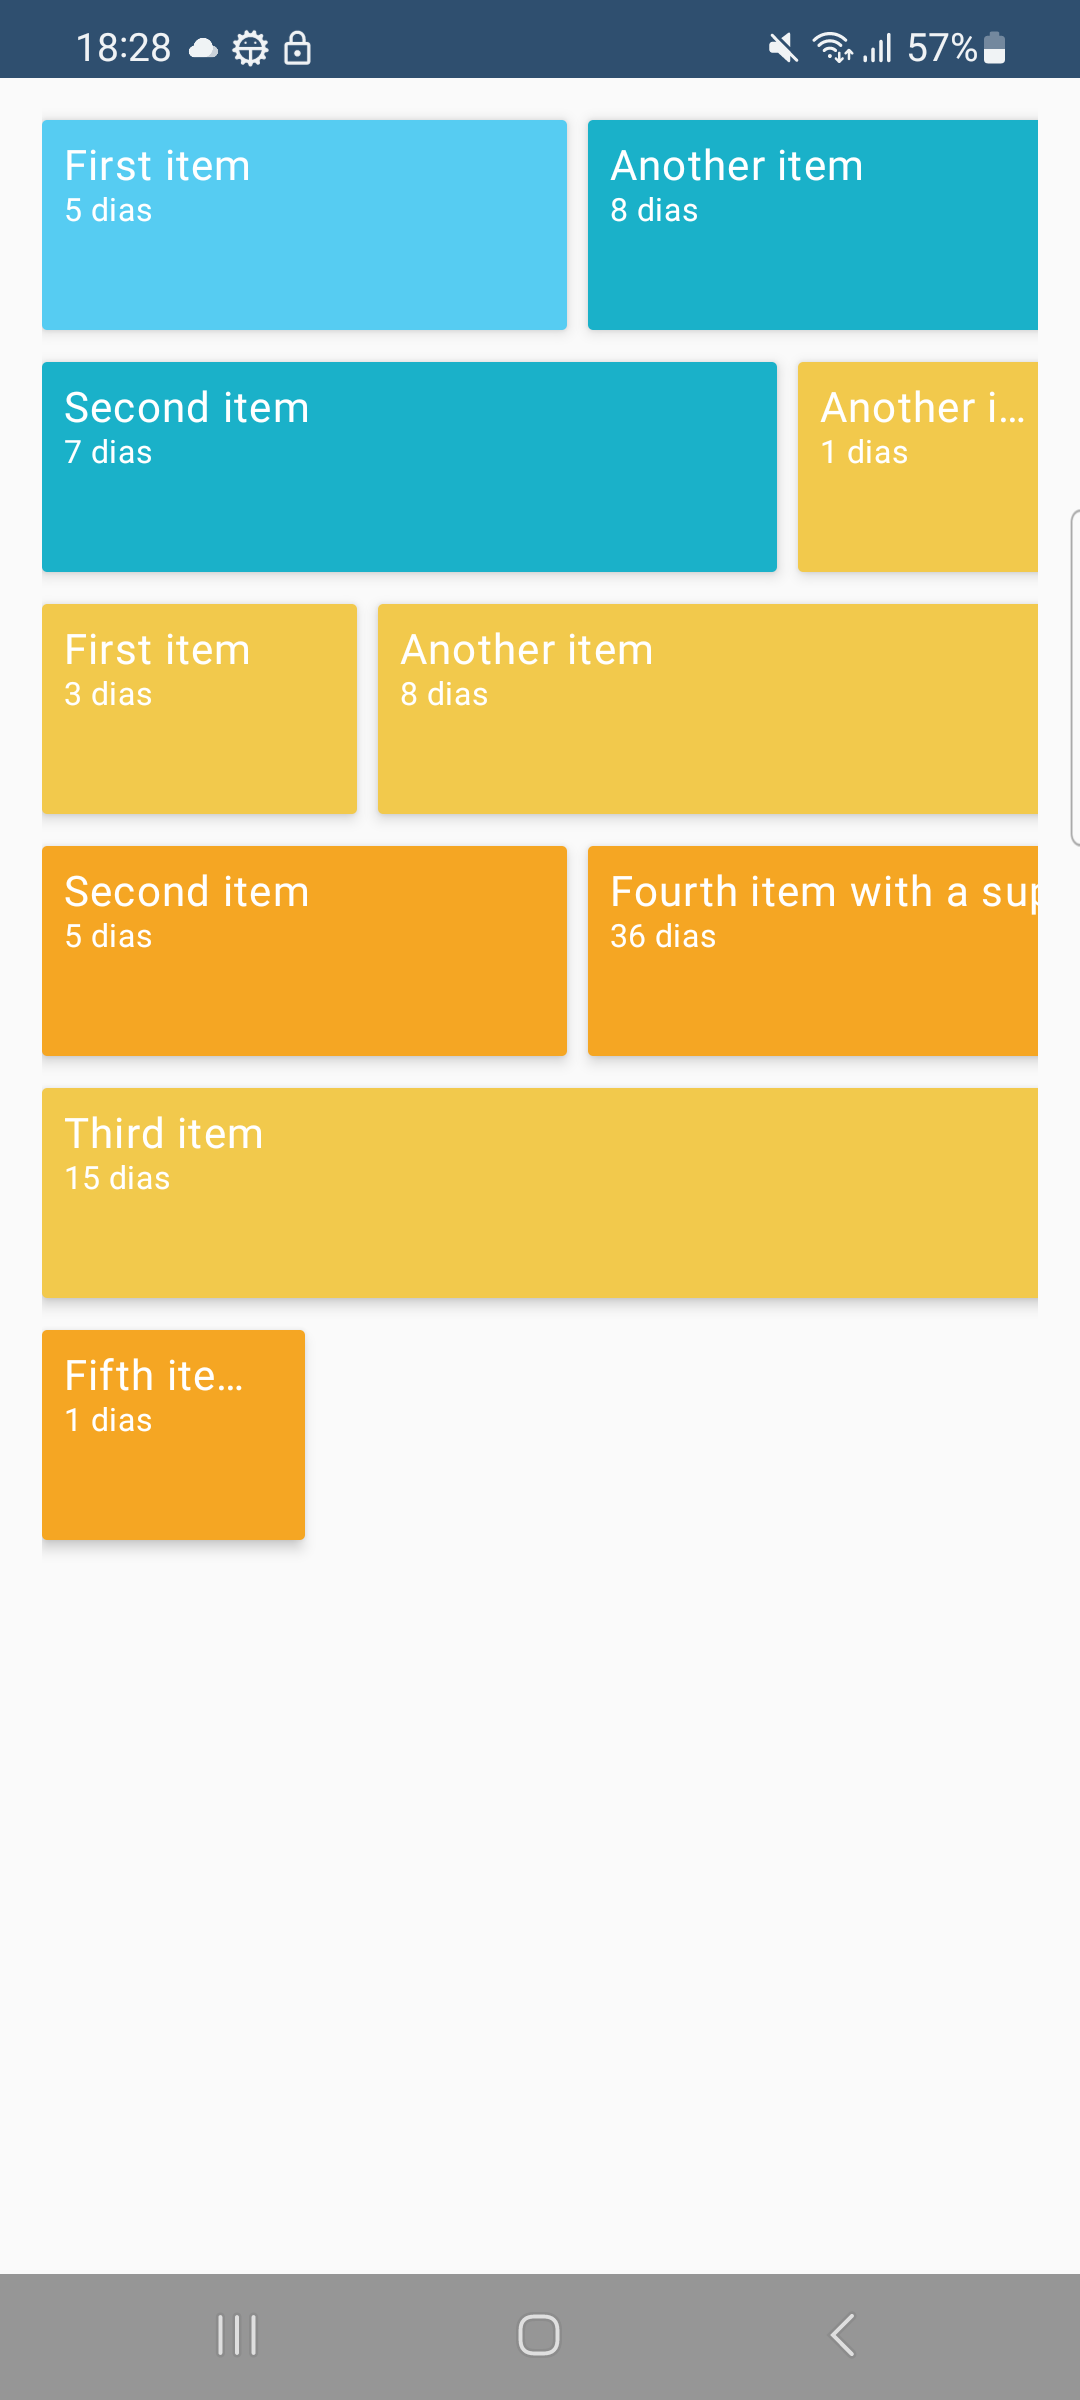 18:28 57%
First item
5 dias
Another item
8 dias
Second item
7 dias
Another i...
1 dias
First item
3 dias
Another item
8 dias
Second item
5 dias
Fourth item with a
36 dias
Third item
15 dias
Fifth ite...
1 dias